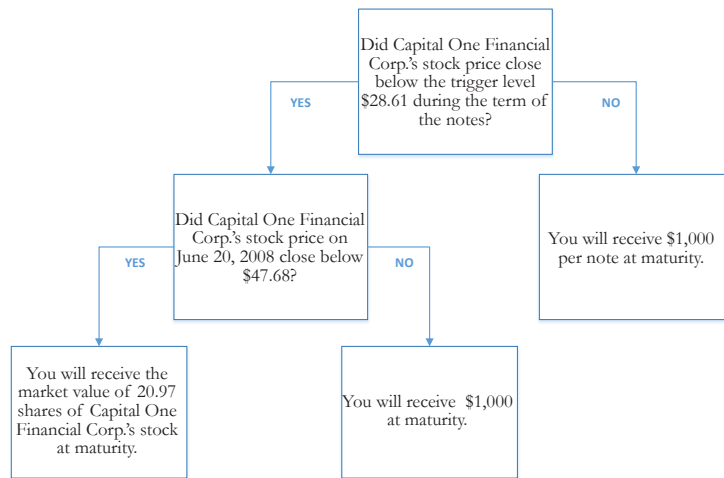 Did Capital One Financial
Corp.'s stock price close
below the trigger level
$28.61 during the term of
the notes?
YES
NO
Did Capital One Financial
Corp.'s stock price on
June 20, 2008 close below
$47.68?
You will receive $1,000
per note at maturity.
YES
NO
You will receive the
market value of 20.97
shares of Capital One
Financial Corp.'s stock
at maturity.
You will receive $1,000
at maturity.